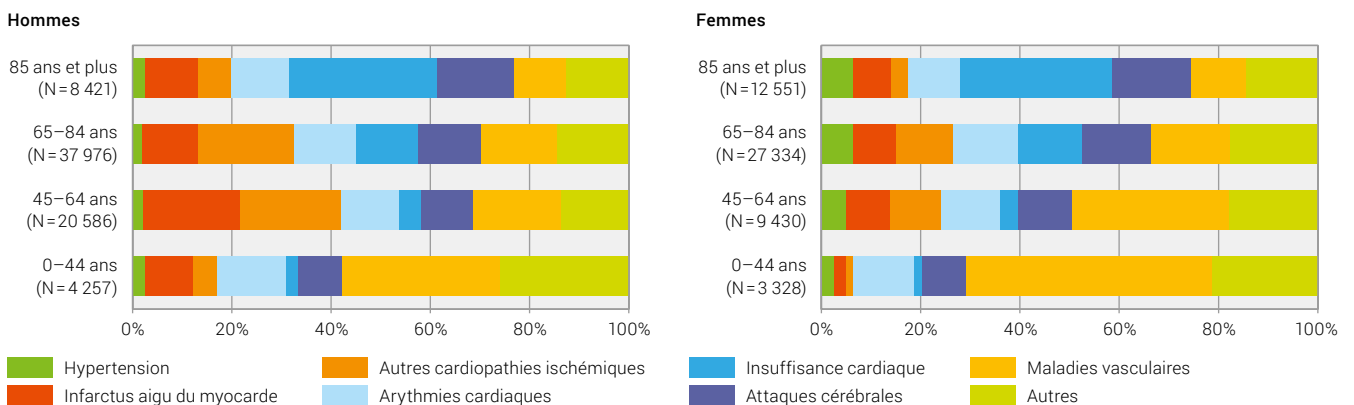 Hommes
85 ans et plus
(N=8 421)
65–84 ans
(N=37 976)
45–64 ans
(N=20 586)
0–44 ans
(N=4 257)
0% 20% 40% 60% 80% 100%
Femmes
85 ans et plus
(N=12 551)
65–84 ans
(N=27 334)
45–64 ans
(N=9 430)
0–44 ans
(N=3 328)
0% 20% 40% 60% 80% 100%
Hypertension
Infarctus aigu du myocarde
Autres cardiopathies ischémiques
Arythmies cardiaques
Insuffisance cardiaque
Attaques cérébrales
Maladies vasculaires
Autres